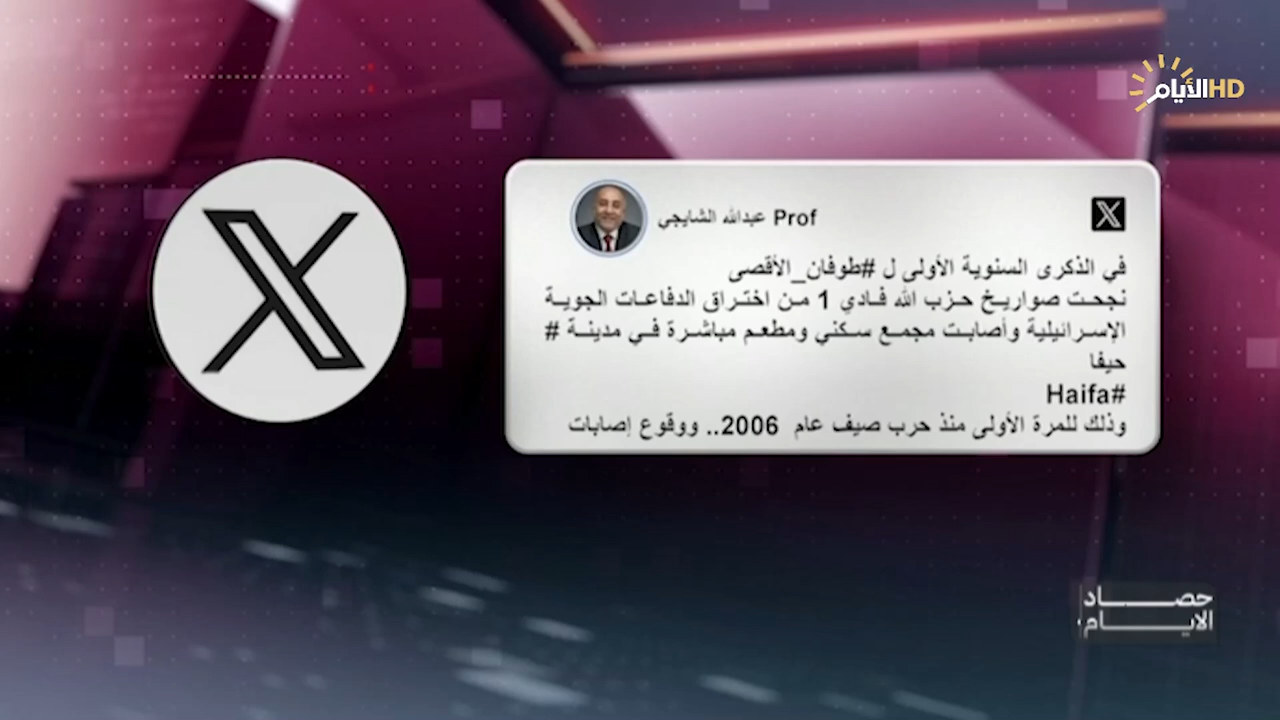 الأيام HD
Prof عبدالله الشايجي
في الذكرى السنوية الأولى ل #طوفان_الأقصى
نجحت صواريخ حزب الله فادي 1 من اختراق الدفاعات الجوية
الإسرائيلية وأصابت مجمع سكني ومطعم مباشرة في مدينة #
حيفا
#Haifa
وذلك للمرة الأولى منذ حرب صيف عام 2006.. ووقوع إصابات
حصاد
الايام